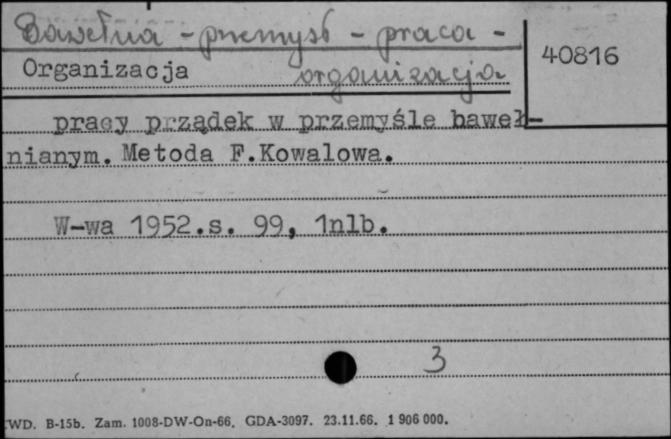 Bawełna - przemysł - praca -
40816
Organizacja organizacja
pracy prządek w przemyśle baweł-
nianym. Metoda F.Kowalowa.
W-wa 1952.s. 99, 1nlb.
3
WD. B-15b. Zam. 1008-DW-On-66. GDA-3097. 23.11.66. 1 906 000.